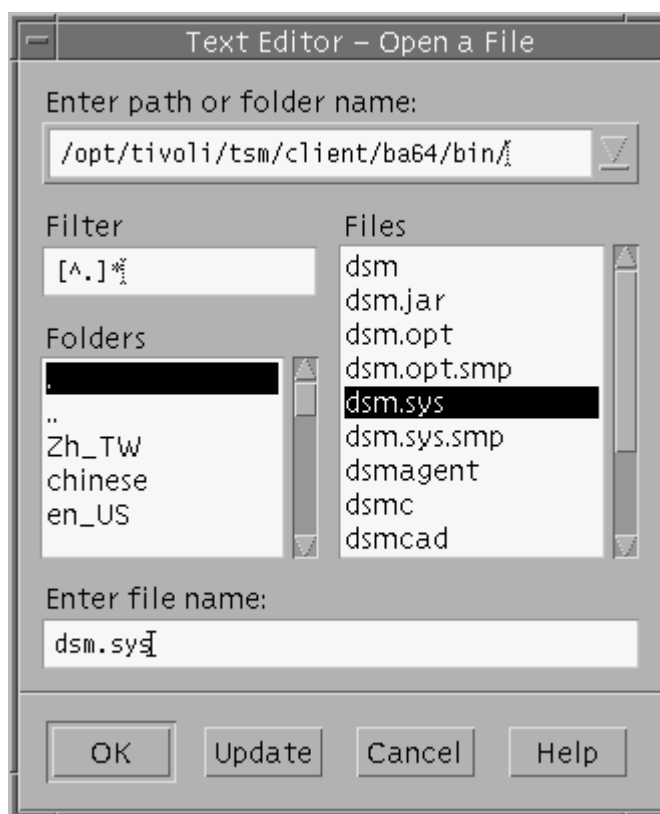 Text Editor – Open a File
Enter path or folder name:
/opt/tivoli/tsm/client/ba64/bin/
Filter
[^.]*
Folders
.
..
Zh_TW
chinese
en_US
Files
dsm
dsm.jar
dsm.opt
dsm.opt.smp
dsm.sys
dsm.sys.smp
dsmagent
dsmc
dsmcad
Enter file name:
dsm.sys
OK
Update
Cancel
Help